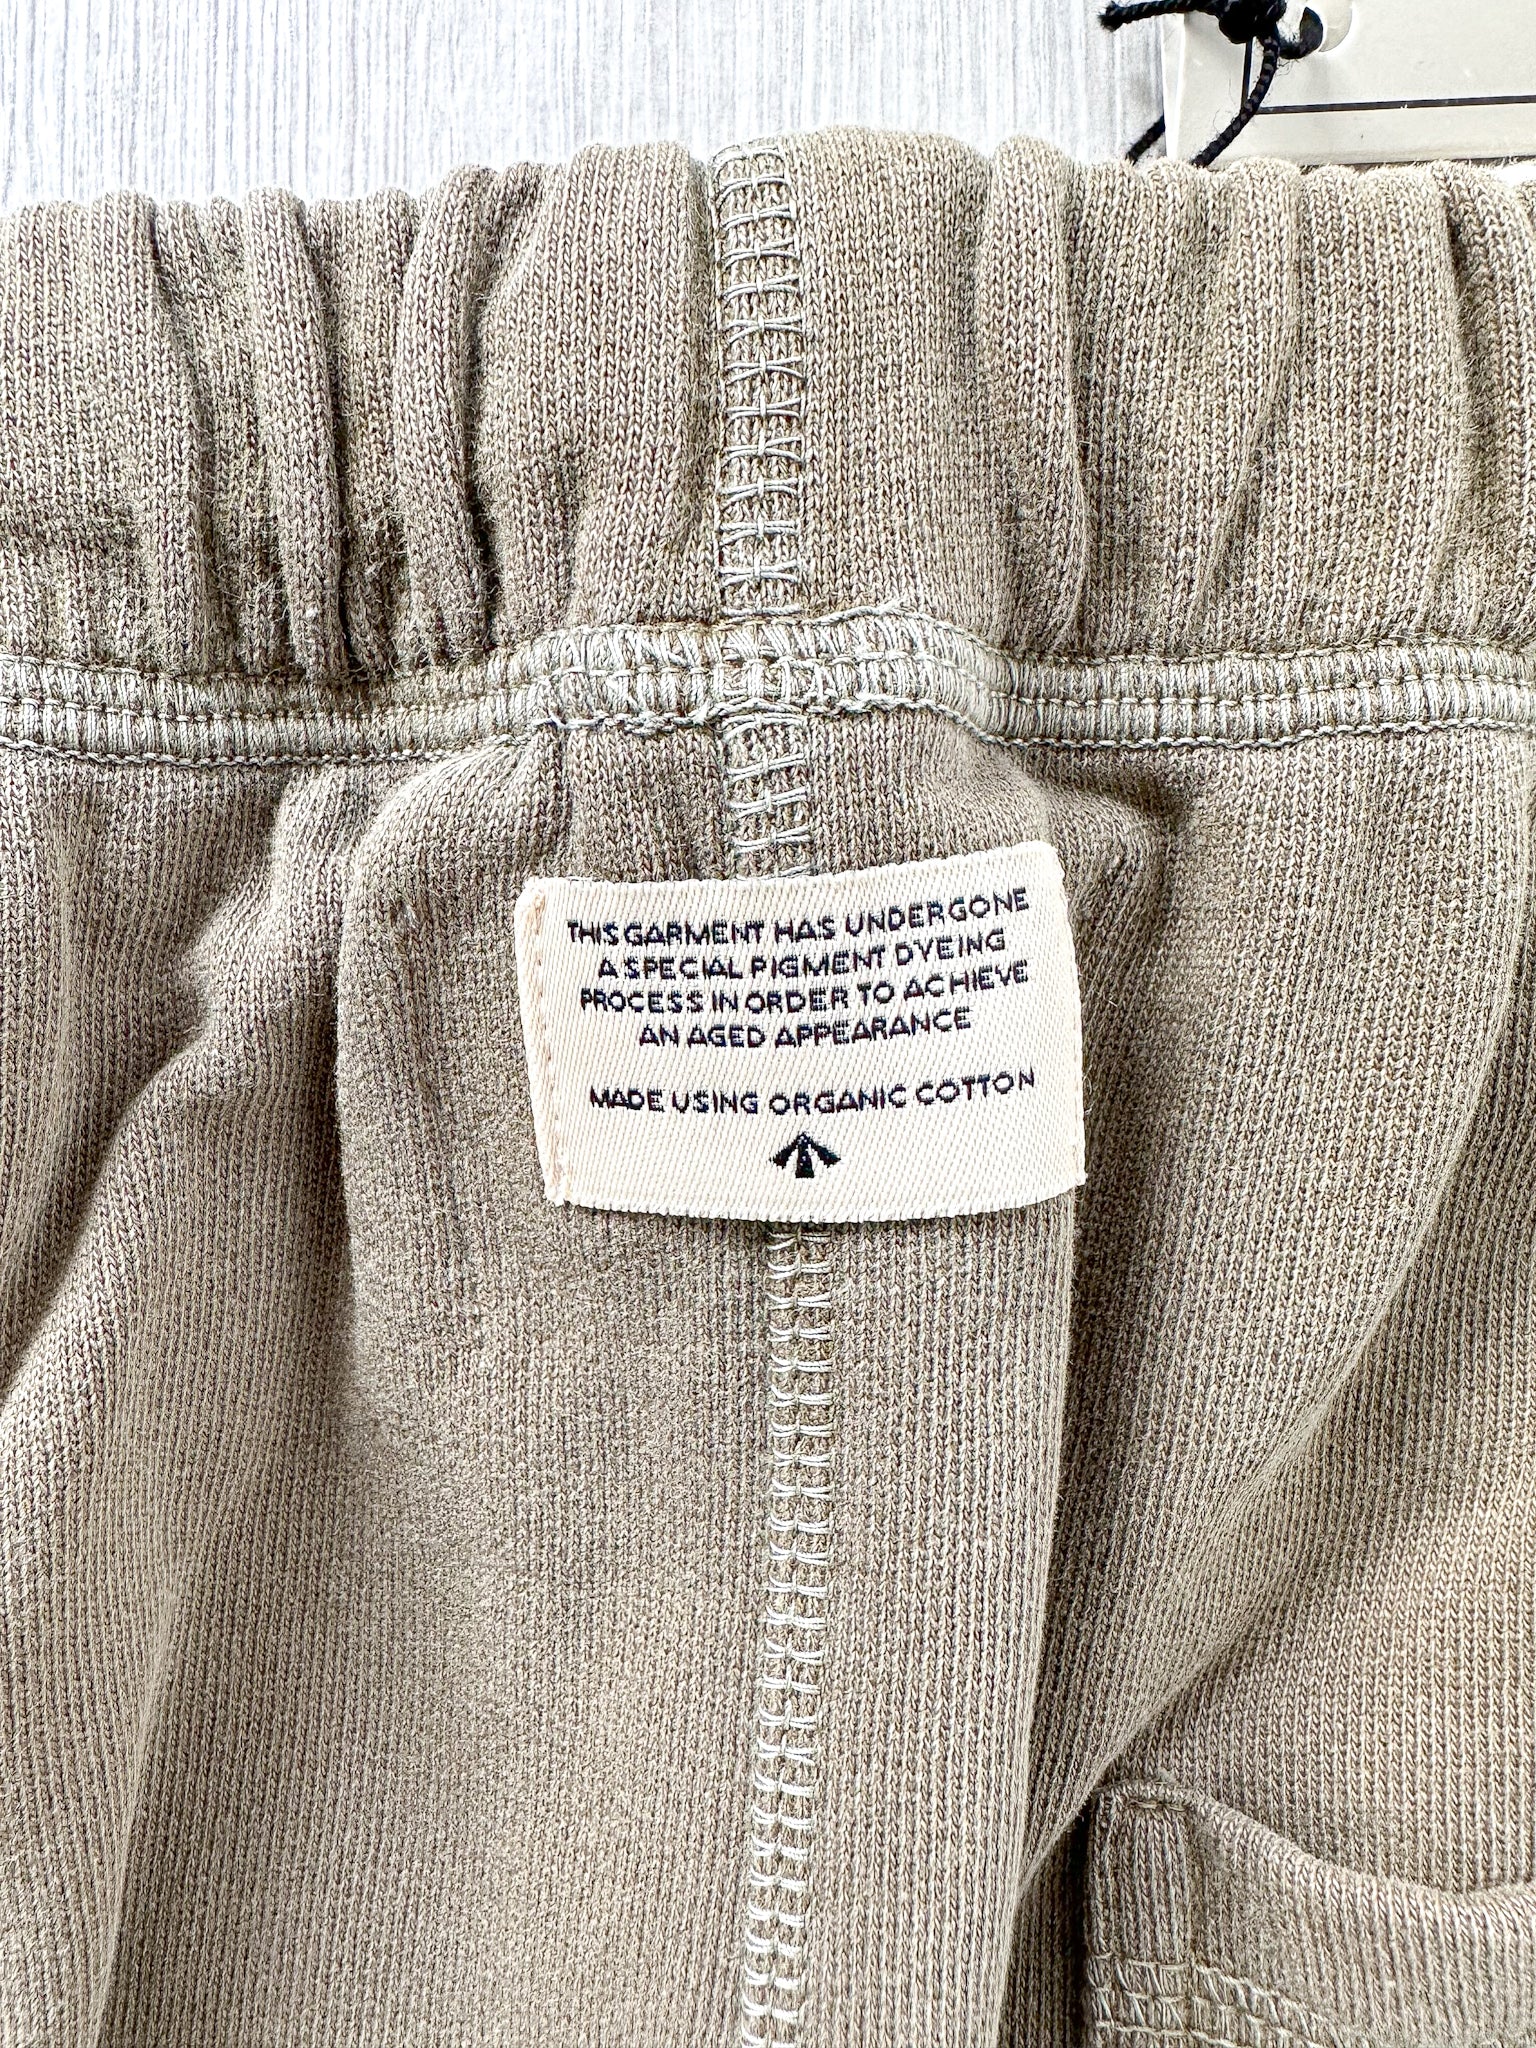 THIS GARMENT HAS UNDERGONE
A SPECIAL PIGMENT DYEING
PROCESS IN ORDER TO ACHIEVE
AN AGED APPEARANCE
MADE USING ORGANIC COTTON